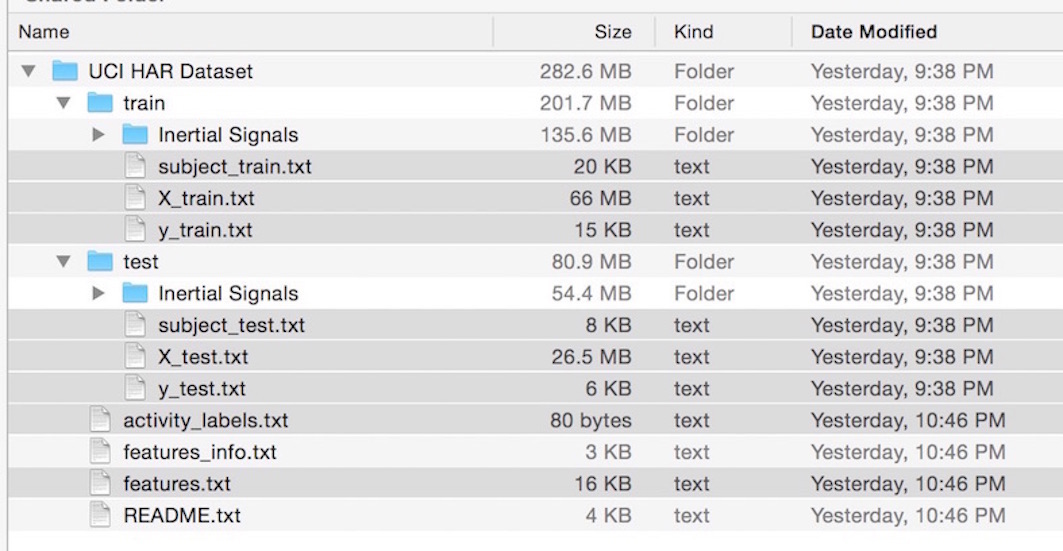 Shared Folder
Name Size Kind Date Modified
UCI HAR Dataset 282.6 MB Folder Yesterday, 9:38 PM
train 201.7 MB Folder Yesterday, 9:38 PM
Inertial Signals 135.6 MB Folder Yesterday, 9:38 PM
subject_train.txt 20 KB text Yesterday, 9:38 PM
X_train.txt 66 MB text Yesterday, 9:38 PM
y_train.txt 15 KB text Yesterday, 9:38 PM
test 80.9 MB Folder Yesterday, 9:38 PM
Inertial Signals 54.4 MB Folder Yesterday, 9:38 PM
subject_test.txt 8 KB text Yesterday, 9:38 PM
X_test.txt 26.5 MB text Yesterday, 9:38 PM
y_test.txt 6 KB text Yesterday, 9:38 PM
activity_labels.txt 80 bytes text Yesterday, 10:46 PM
features_info.txt 3 KB text Yesterday, 10:46 PM
features.txt 16 KB text Yesterday, 10:46 PM
README.txt 4 KB text Yesterday, 10:46 PM